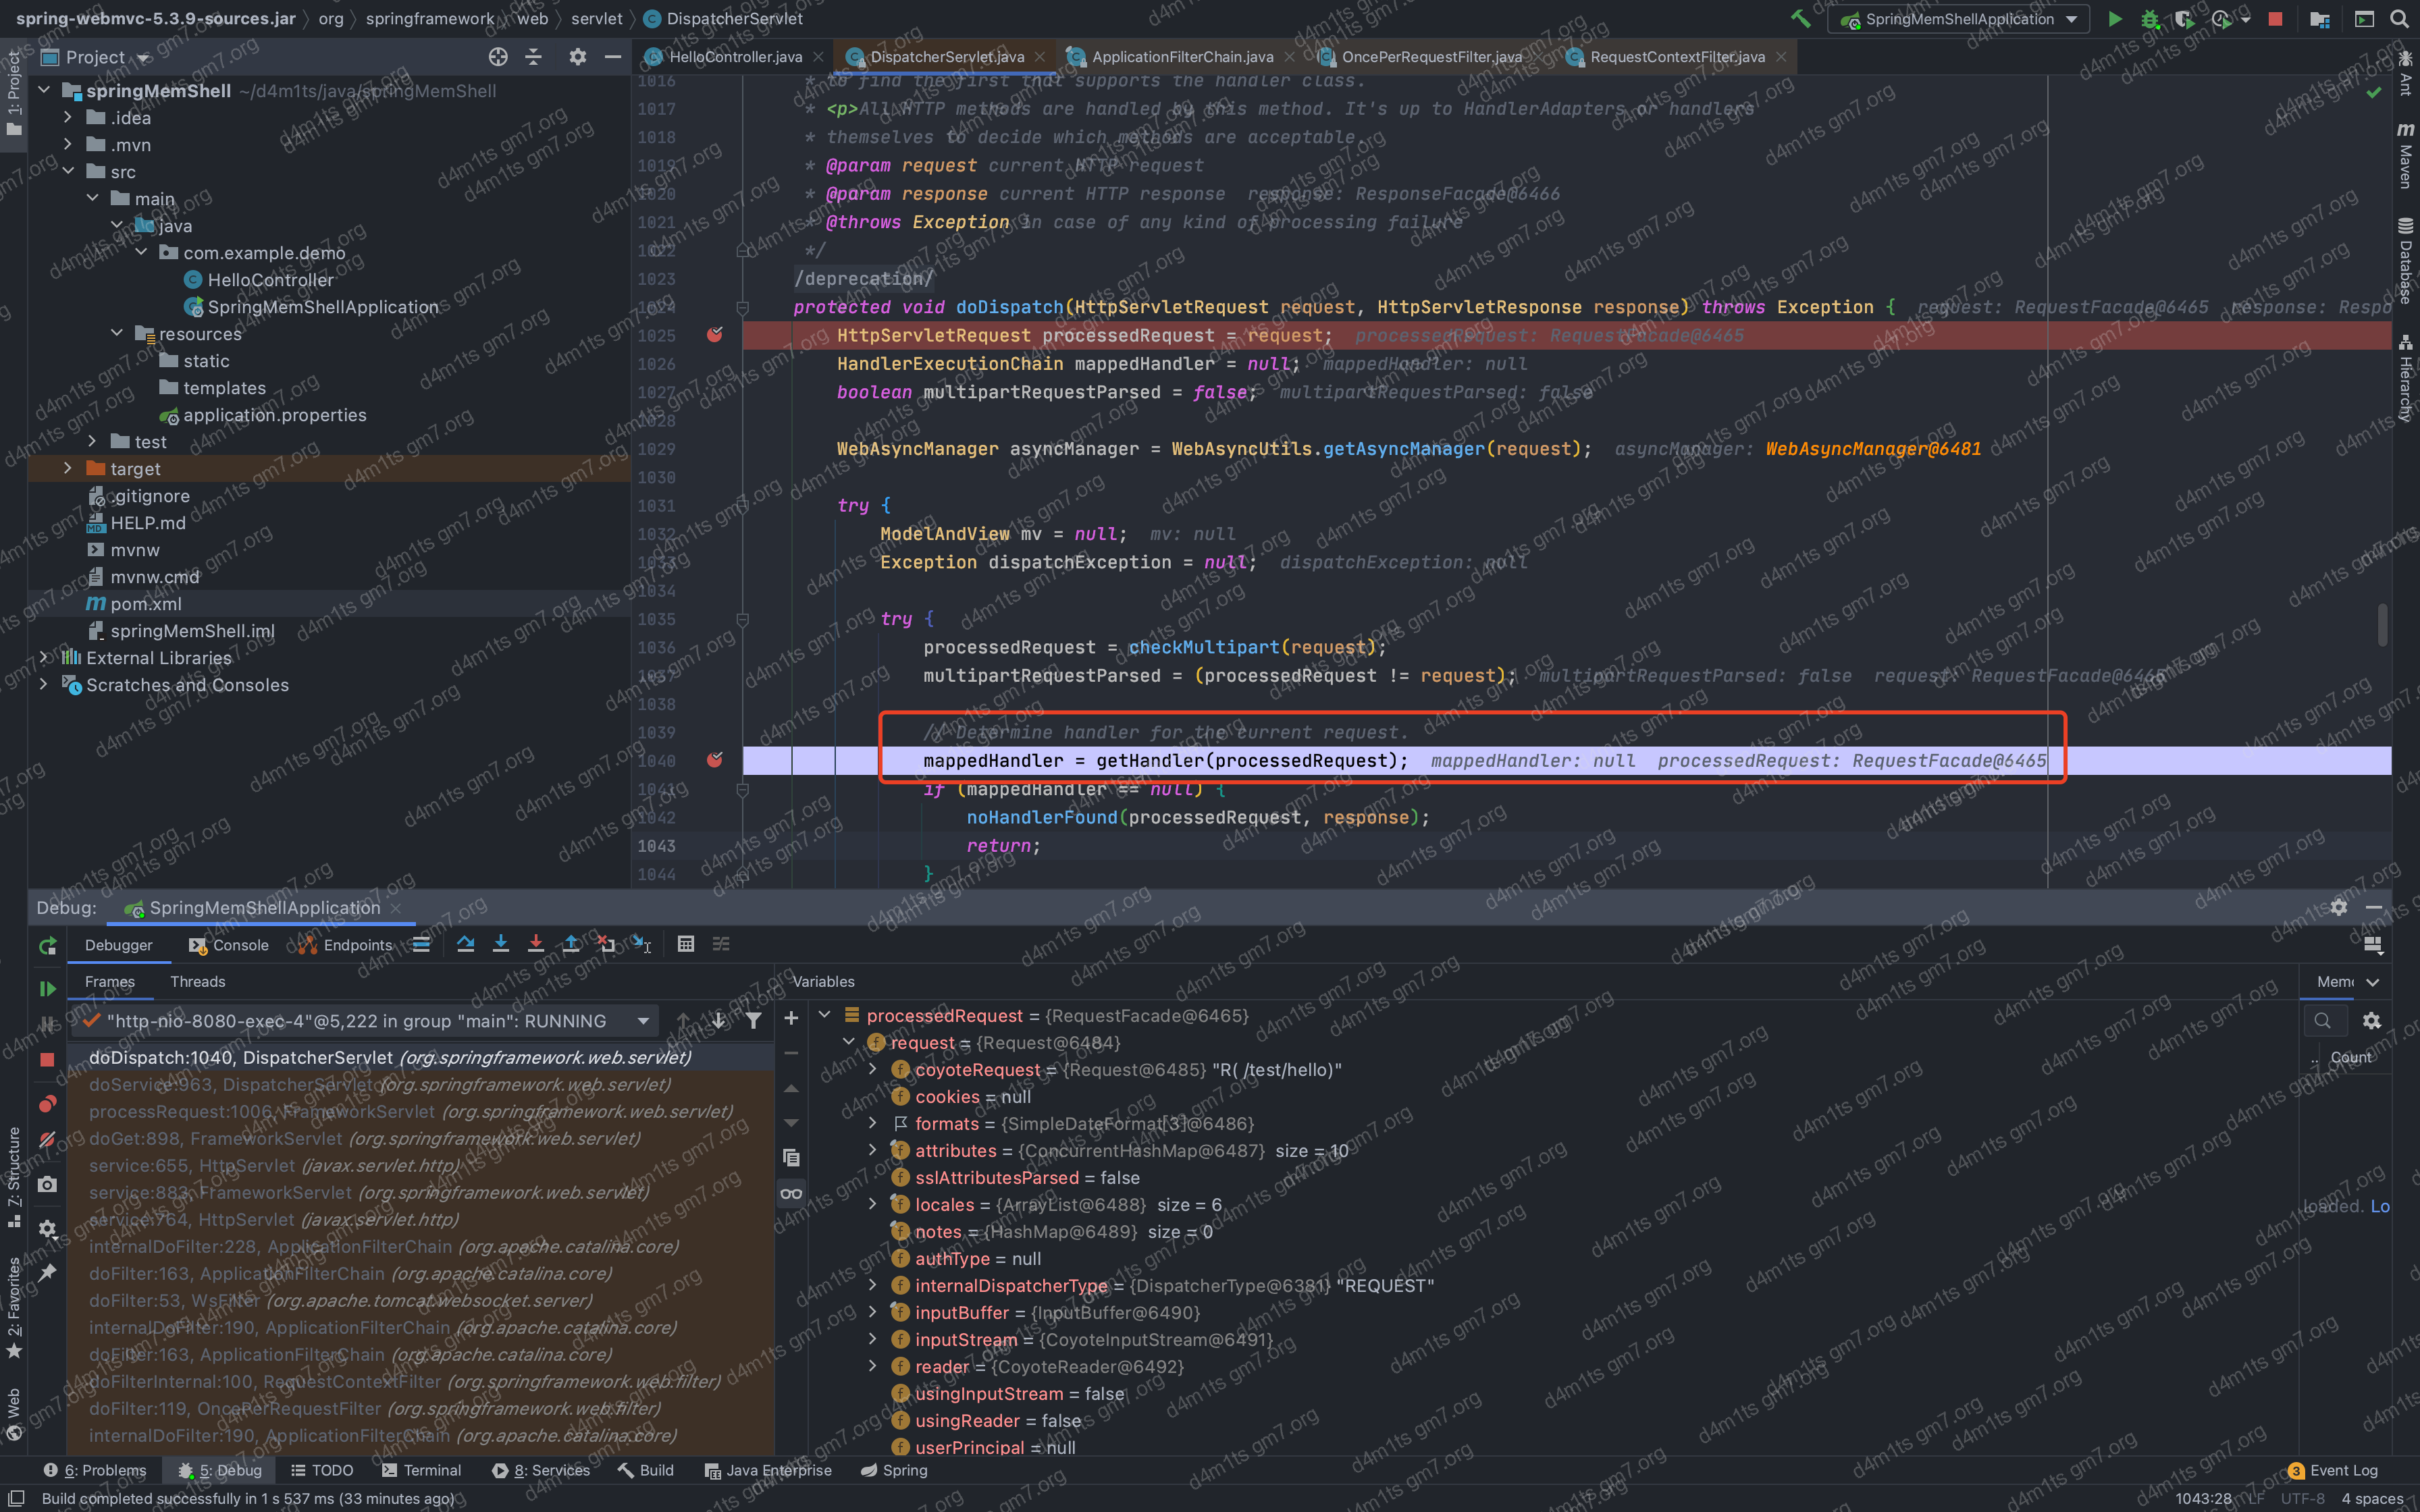 spring-webmvc-5.3.9-sources.jar org springframework web servlet DispatcherServlet
SpringMemShellApplication
Project
HelloController.java DispatcherServlet.java ApplicationFilterChain.java OncePerRequestFilter.java RequestContextFilter.java
1: Project
springMemShell ~/d4m1ts/java/springMemShell
.idea
.mvn
src
main
java
com.example.demo
HelloController
SpringMemShellApplication
resources
static
templates
application.properties
test
target
.gitignore
HELP.md
mvnw
mvnw.cmd
pom.xml
springMemShell.iml
External Libraries
Scratches and Consoles
1016 * to find the first that supports the handler class.
1017 * <p>All HTTP methods are handled by this method. It's up to HandlerAdapters or handlers
1018 * themselves to decide which methods are acceptable.
1019 * @param request current HTTP request
1020 * @param response current HTTP response response: ResponseFacade@6466
1021 * @throws Exception in case of any kind of processing failure
1022 */
1023 /deprecation/
1024 protected void doDispatch(HttpServletRequest request, HttpServletResponse response) throws Exception { request: RequestFacade@6465 response: Respo
1025 HttpServletRequest processedRequest = request; processedRequest: RequestFacade@6465
1026 HandlerExecutionChain mappedHandler = null; mappedHandler: null
1027 boolean multipartRequestParsed = false; multipartRequestParsed: false
1028
1029 WebAsyncManager asyncManager = WebAsyncUtils.getAsyncManager(request); asyncManager: WebAsyncManager@6481
1030
1031 try {
1032 ModelAndView mv = null; mv: null
1033 Exception dispatchException = null; dispatchException: null
1034
1035 try {
1036 processedRequest = checkMultipart(request);
1037 multipartRequestParsed = (processedRequest != request); multipartRequestParsed: false request: RequestFacade@6465
1038
1039 // Determine handler for the current request.
1040 mappedHandler = getHandler(processedRequest); mappedHandler: null processedRequest: RequestFacade@6465
1041 if (mappedHandler == null) {
1042 noHandlerFound(processedRequest, response);
1043 return;
1044 }
Ant
Maven
Database
Hierarchy
Debug: SpringMemShellApplication
Debugger Console Endpoints
Frames Threads
"http-nio-8080-exec-4"@5,222 in group "main": RUNNING
doDispatch:1040, DispatcherServlet (org.springframework.web.servlet)
doService:963, DispatcherServlet (org.springframework.web.servlet)
processRequest:1006, FrameworkServlet (org.springframework.web.servlet)
doGet:898, FrameworkServlet (org.springframework.web.servlet)
service:655, HttpServlet (javax.servlet.http)
service:883, FrameworkServlet (org.springframework.web.servlet)
service:764, HttpServlet (javax.servlet.http)
internalDoFilter:228, ApplicationFilterChain (org.apache.catalina.core)
doFilter:163, ApplicationFilterChain (org.apache.catalina.core)
doFilter:53, WsFilter (org.apache.tomcat.websocket.server)
internalDoFilter:190, ApplicationFilterChain (org.apache.catalina.core)
doFilter:163, ApplicationFilterChain (org.apache.catalina.core)
doFilterInternal:100, RequestContextFilter (org.springframework.web.filter)
doFilter:119, OncePerRequestFilter (org.springframework.web.filter)
internalDoFilter:190, ApplicationFilterChain (org.apache.catalina.core)
Variables
processedRequest = {RequestFacade@6465}
request = {Request@6484}
coyoteRequest = {Request@6485} "R( /test/hello)"
cookies = null
formats = {SimpleDateFormat[3]@6486}
attributes = {ConcurrentHashMap@6487} size = 10
sslAttributesParsed = false
locales = {ArrayList@6488} size = 6
notes = {HashMap@6489} size = 0
authType = null
internalDispatcherType = {DispatcherType@6381} "REQUEST"
inputBuffer = {InputBuffer@6490}
inputStream = {CoyoteInputStream@6491}
reader = {CoyoteReader@6492}
usingInputStream = false
usingReader = false
userPrincipal = null
Mem
.. Count
loaded. Lo
7: Structure
2: Favorites
Web
6: Problems 5: Debug TODO Terminal 8: Services Build Java Enterprise Spring
3 Event Log
Build completed successfully in 1 s 537 ms (33 minutes ago)
1043:28 LF UTF-8 4 spaces
d4m1ts gm7.org